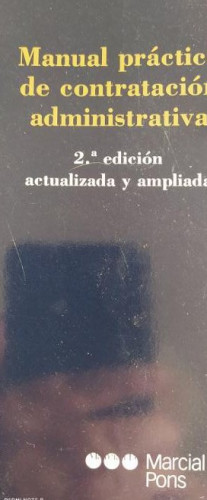 Manual práctic
de contratación
administrativa
2.ª edición
actualizada y ampliada
Marcial
Pons